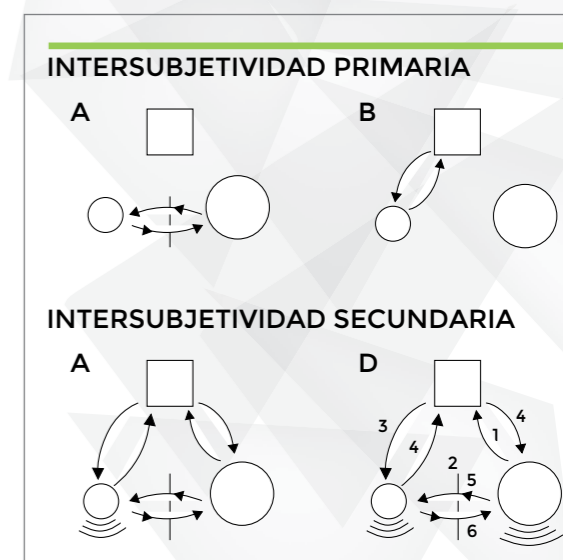 INTERSUBJETIVIDAD PRIMARIA
A
B
INTERSUBJETIVIDAD SECUNDARIA
A
D
3
4
4
1
2
5
6